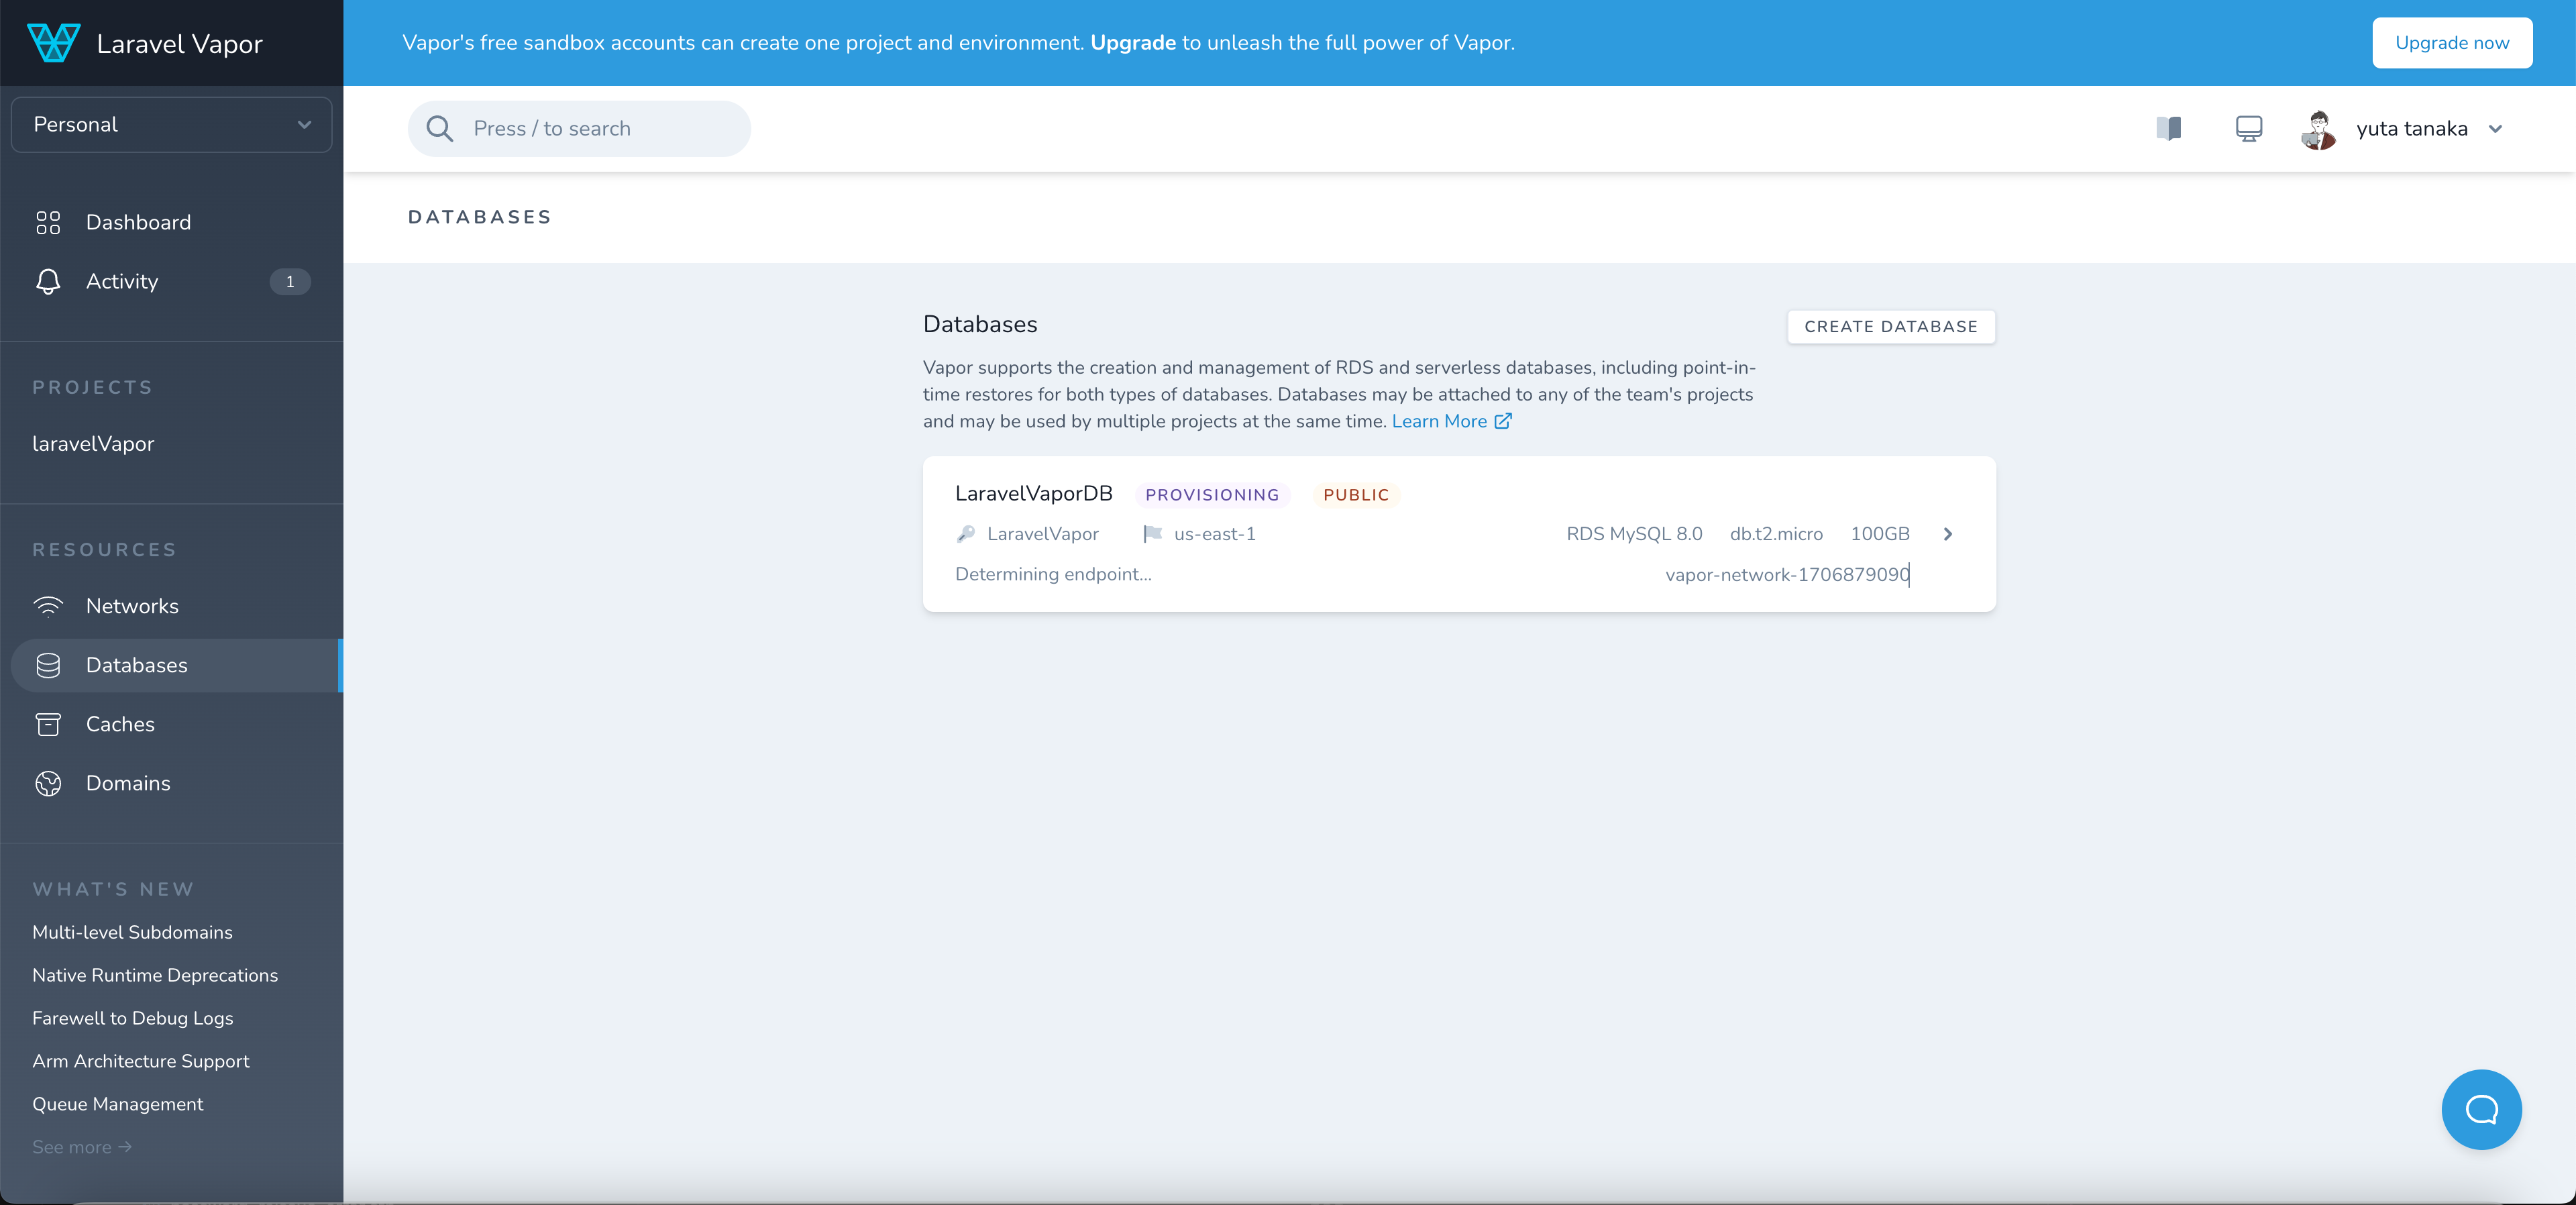 Laravel Vapor
Vapor's free sandbox accounts can create one project and environment. Upgrade to unleash the full power of Vapor.
Upgrade now
Personal
Press / to search
yuta tanaka
Dashboard
Activity
1
PROJECTS
laravelVapor
RESOURCES
Networks
Databases
Caches
Domains
WHAT'S NEW
Multi-level Subdomains
Native Runtime Deprecations
Farewell to Debug Logs
Arm Architecture Support
Queue Management
See more →
DATABASES
Databases
CREATE DATABASE
Vapor supports the creation and management of RDS and serverless databases, including point-in-
time restores for both types of databases. Databases may be attached to any of the team's projects
and may be used by multiple projects at the same time. Learn More
LaravelVaporDB PROVISIONING PUBLIC
LaravelVapor us-east-1 RDS MySQL 8.0 db.t2.micro 100GB
Determining endpoint... vapor-network-1706879090